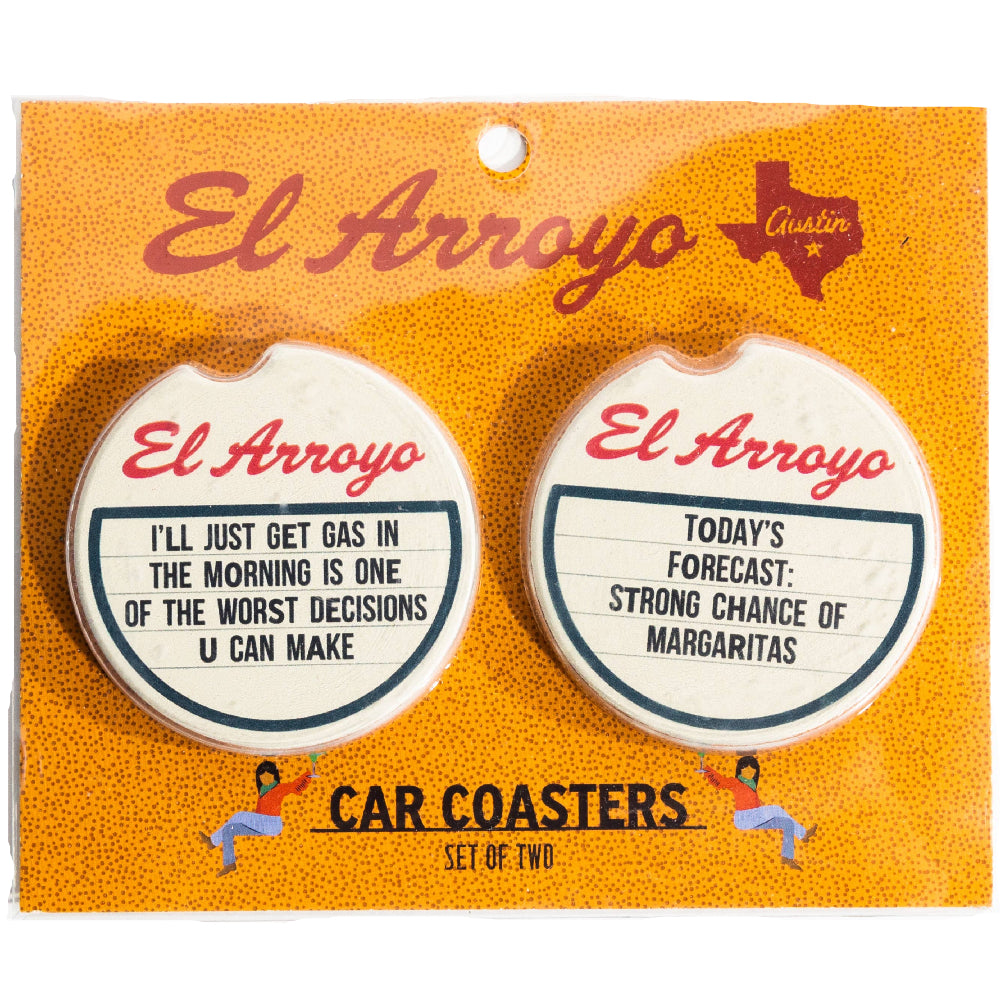 El Arroyo
Austin
El Arroyo
I'LL JUST GET GAS IN
THE MORNING IS ONE
OF THE WORST DECISIONS
U CAN MAKE
El Arroyo
TODAY'S
FORECAST:
STRONG CHANCE OF
MARGARITAS
CAR COASTERS
SET OF TWO